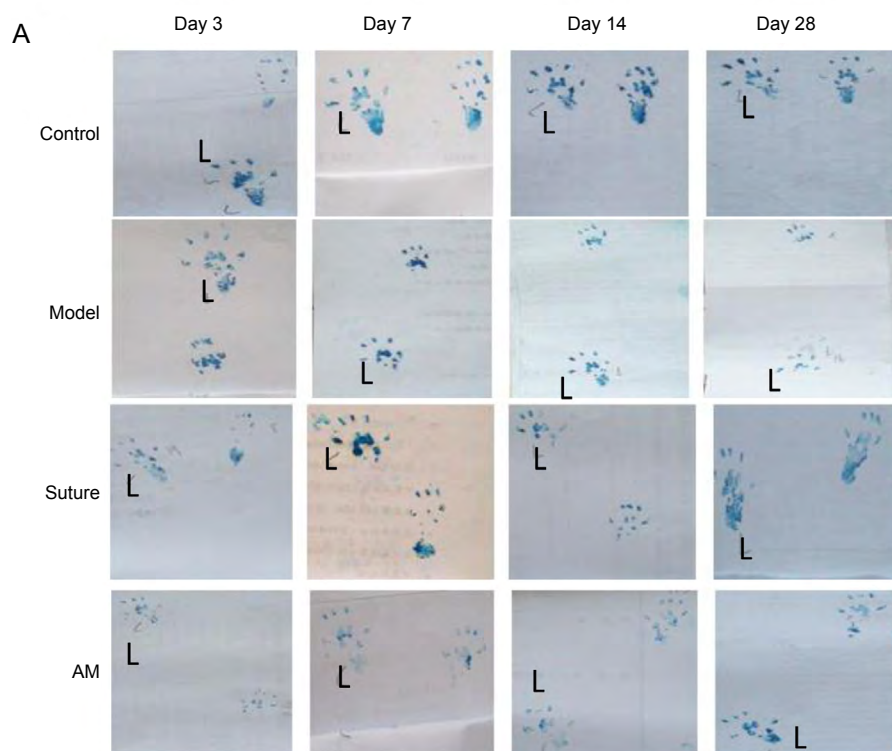 A
Day 3 Day 7 Day 14 Day 28
Control
L L L L
Model
L L L L
Suture
L L L L
AM
L L L L